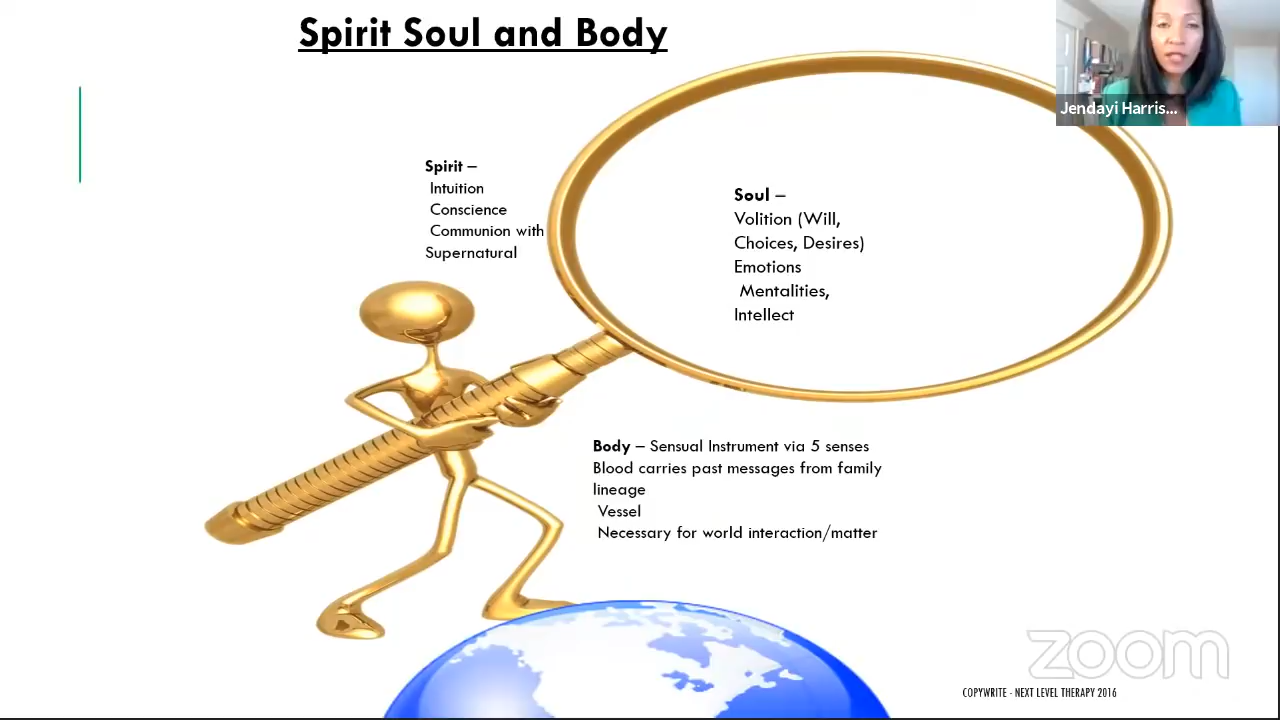 Spirit Soul and Body
Jendayi Harris...
Spirit –
Intuition
Conscience
Communion with
Supernatural
Soul –
Volition (Will,
Choices, Desires)
Emotions
Mentalities,
Intellect
Body – Sensual Instrument via 5 senses
Blood carries past messages from family
lineage
Vessel
Necessary for world interaction/matter
zoom
COPYWRITE - NEXT LEVEL THERAPY 2016